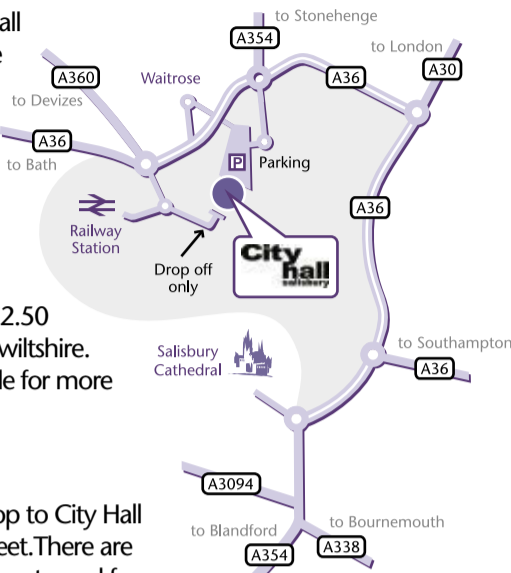 all
e
2.50
wiltshire.
le for more
op to City Hall
eet.There are
to Stonehenge
A354
to London
A30
A36
Waitrose
A360
to Devizes
A36
to Bath
P
Parking
A36
Railway
Station
Drop off
only
City
hall
salisbury
Salisbury
Cathedral
to Southampton
A36
A3094
to Blandford
to Bournemouth
A354
A338